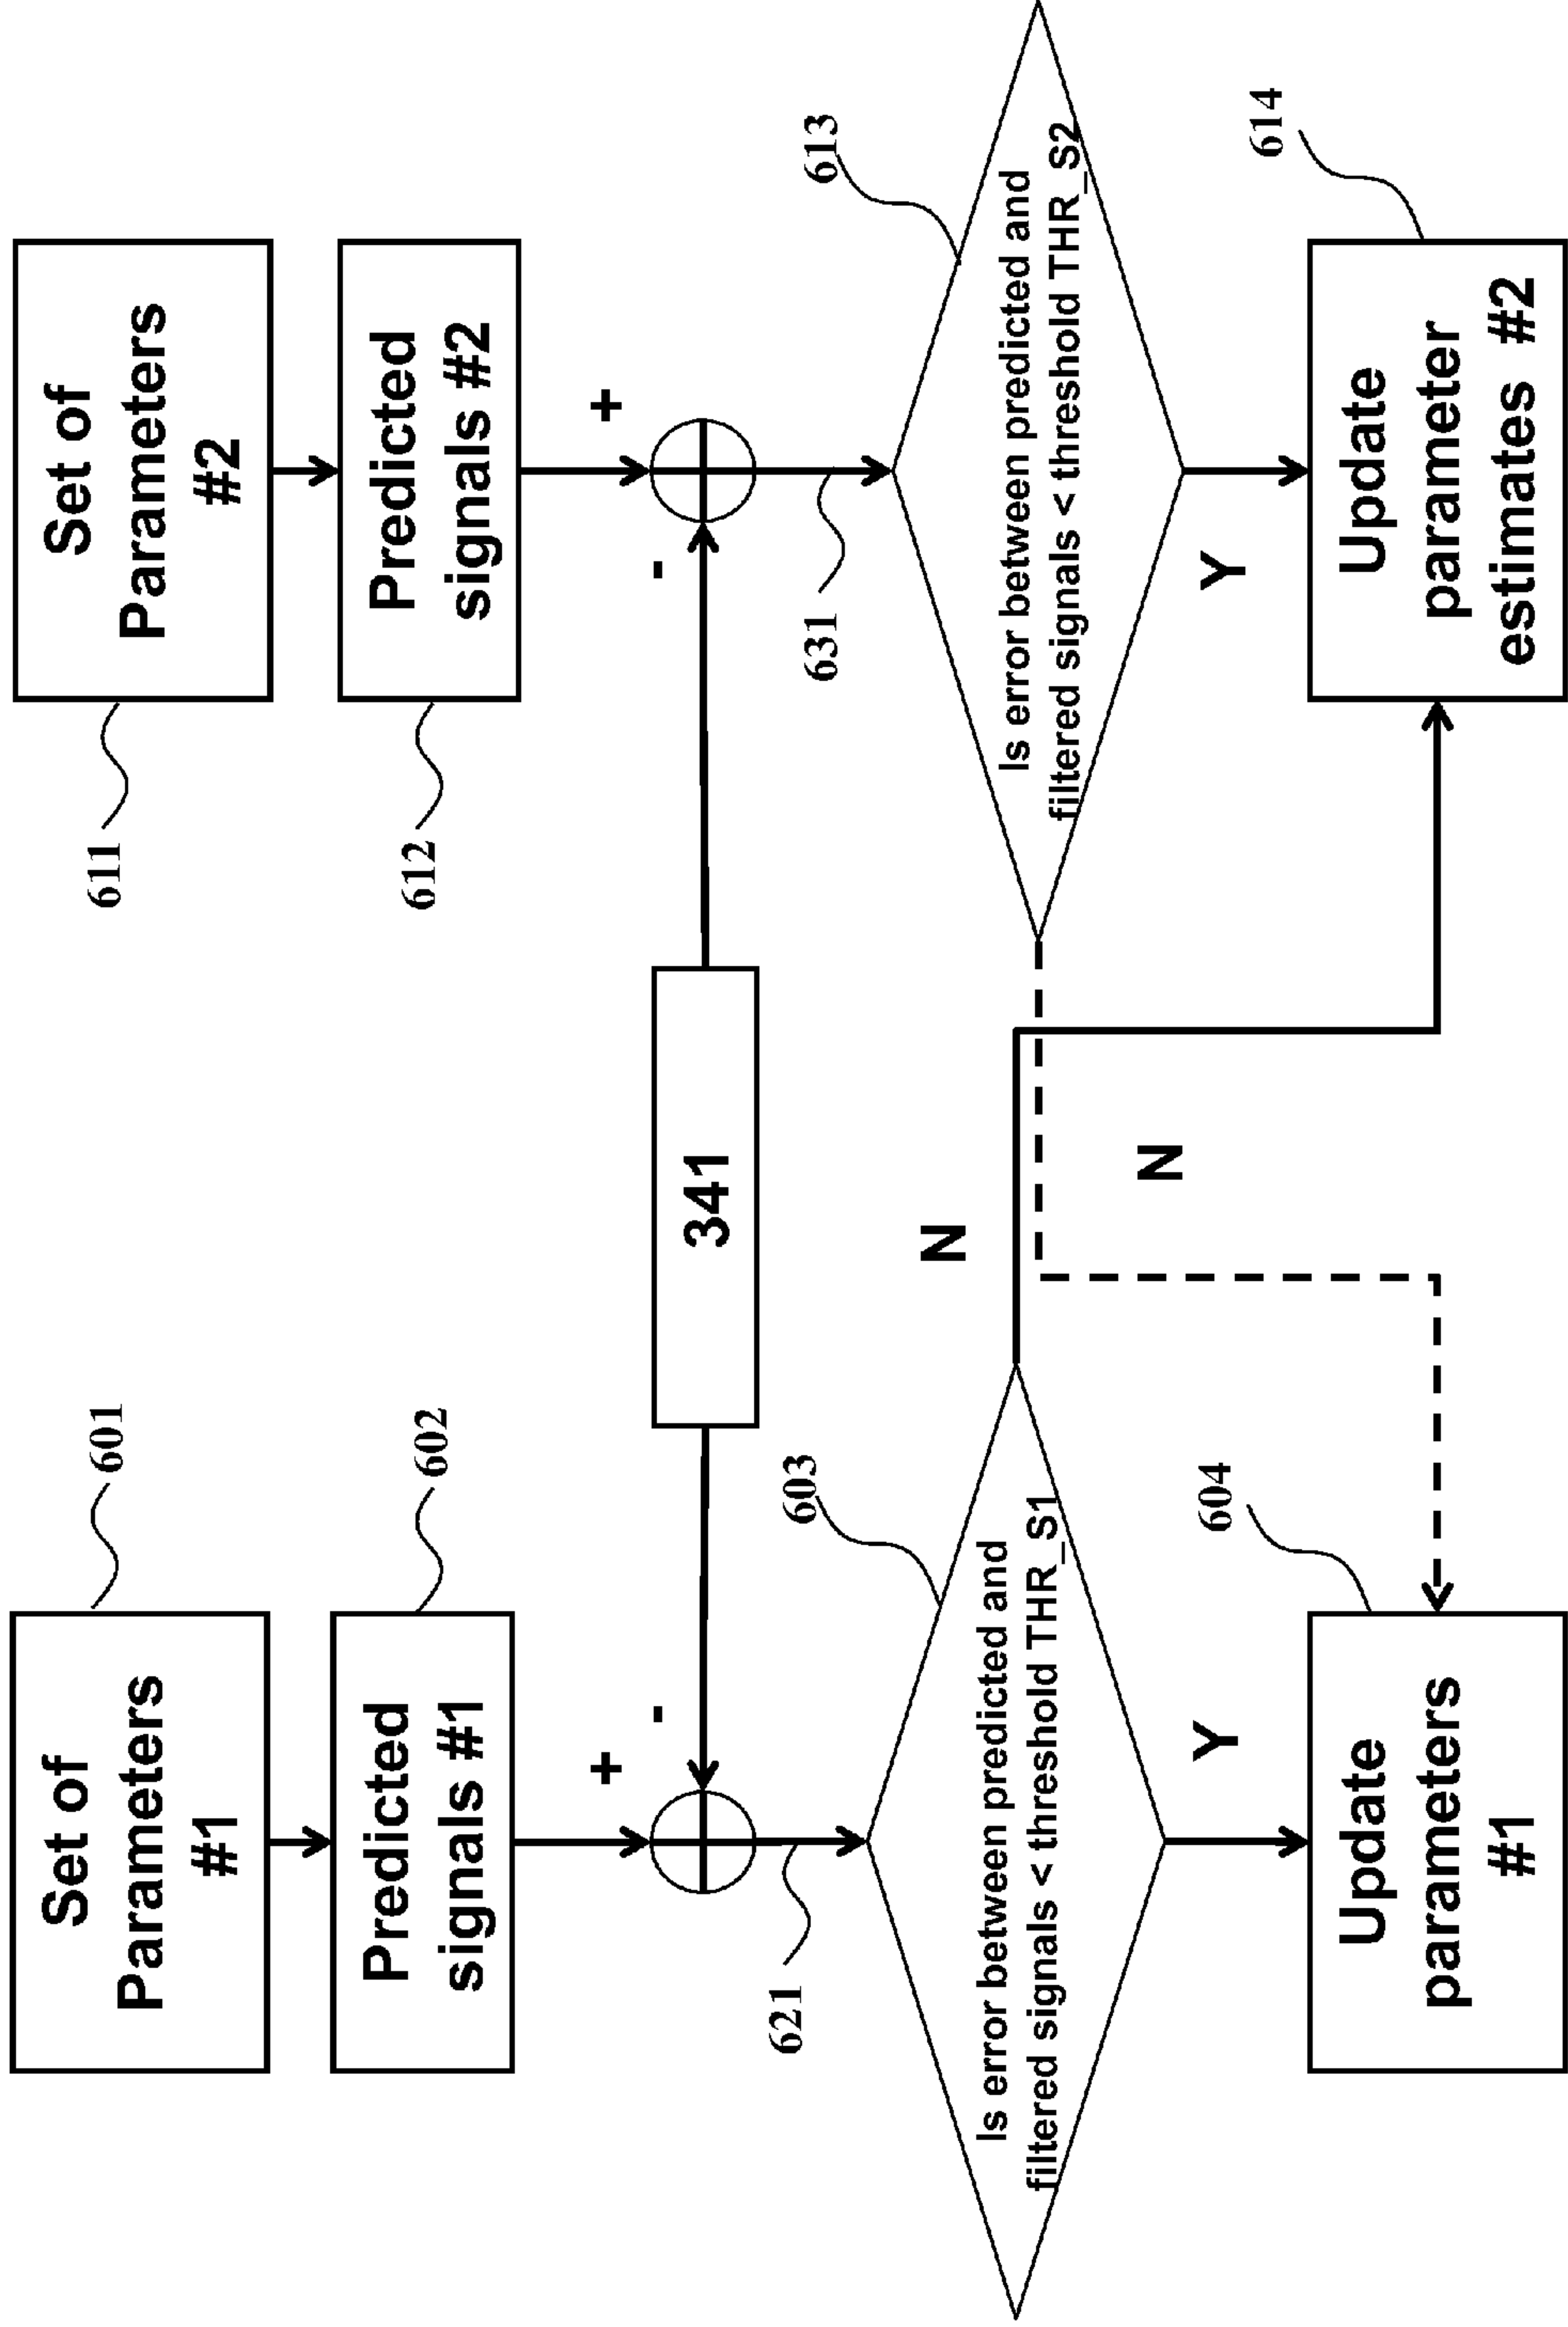 601
Set of
Parameters
#1
602
Predicted
signals #1
+
-
621
603
Is error between predicted and
filtered signals < threshold THR_S1
Y
N
604
Update
parameters
#1
341
611
Set of
Parameters
#2
612
Predicted
signals #2
+
-
631
613
Is error between predicted and
filtered signals < threshold THR_S2
Y
N
614
Update
parameter
estimates #2